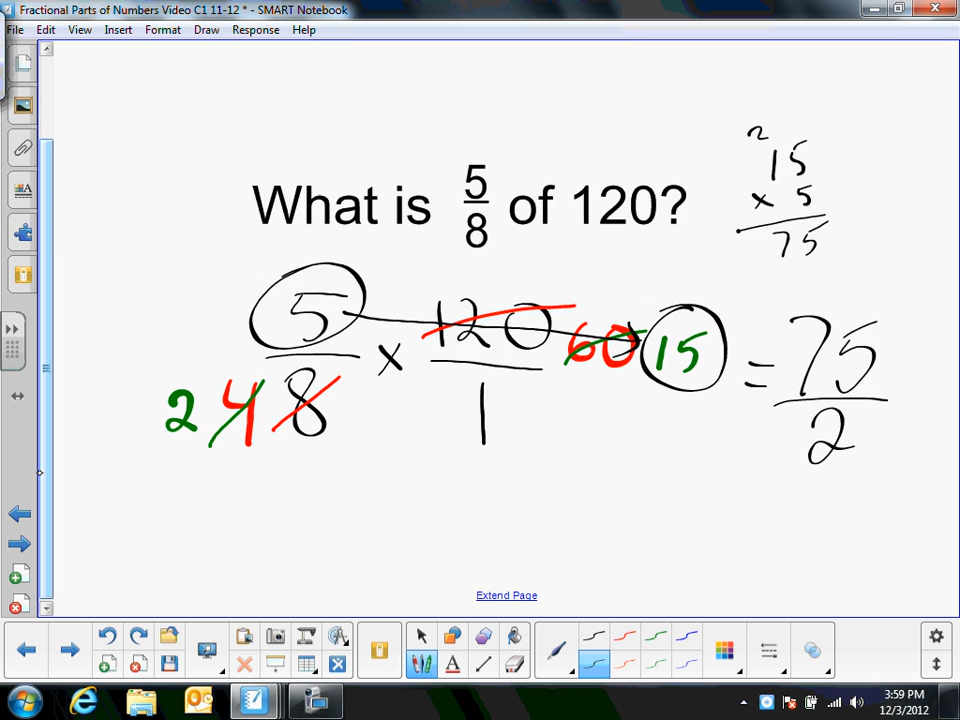 Fractional Parts of Numbers Video C1 11-12 * - SMART Notebook
File Edit View Insert Format Draw Response Help
2
15
x 5
75
What is 5/8 of 120?
5 x 120 60 15 = 75
2 4 8 1 2
Extend Page
3:59 PM
12/3/2012